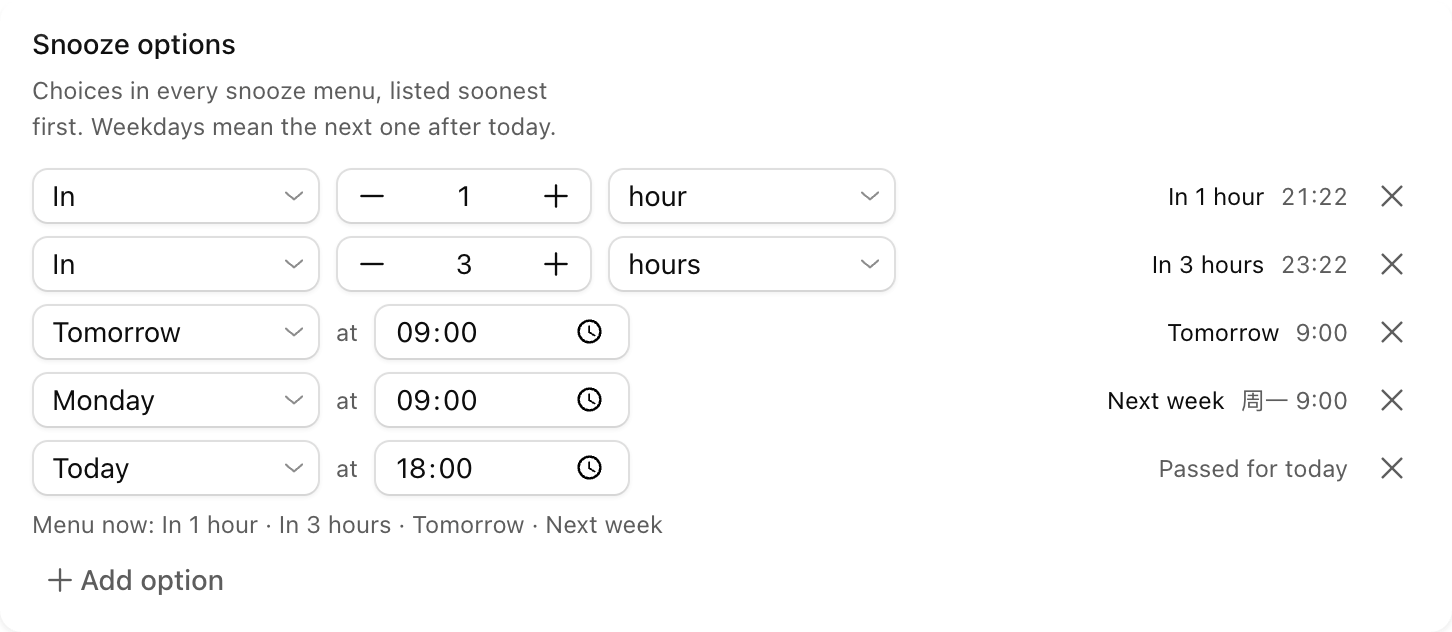 Snooze options
Choices in every snooze menu, listed soonest
first. Weekdays mean the next one after today.
In 1 hour In 1 hour 21:22
In 3 hours In 3 hours 23:22
Tomorrow at 09:00 Tomorrow 9:00
Monday at 09:00 Next week 周一 9:00
Today at 18:00 Passed for today
Menu now: In 1 hour · In 3 hours · Tomorrow · Next week
+ Add option